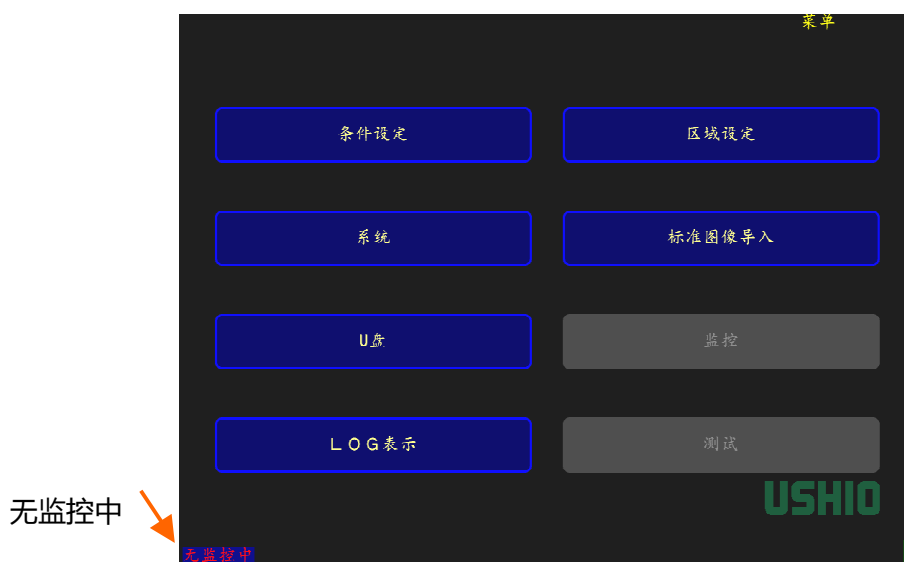 菜单
条件设定
区域设定
系统
标准图像导入
U盘
监控
LOG表示
测试
USHIO
无监控中
无监控中